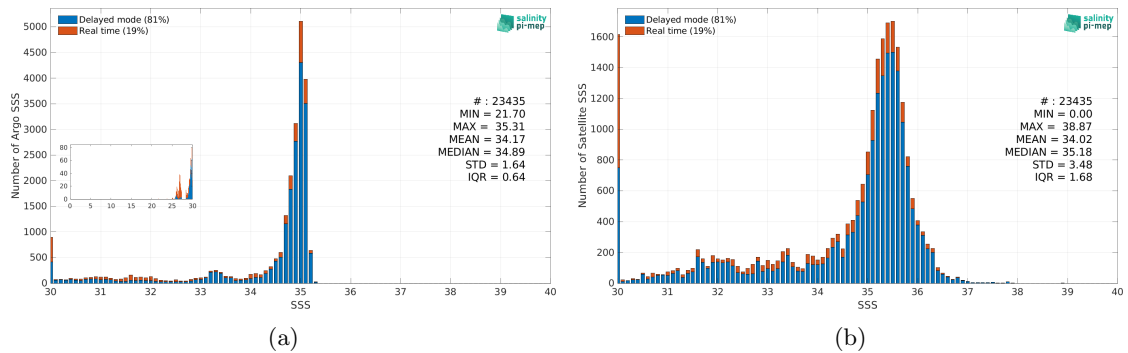 Delayed mode (81%)
Real time (19%)
salinity
pi-mep
5000
4500
4000
3500
3000
2500
2000
1500
1000
500
0
Number of Argo SSS
# : 23435
MIN = 21.70
MAX = 35.31
MEAN = 34.17
MEDIAN = 34.89
STD = 1.64
IQR = 0.64
80
60
40
20
0
0 5 10 15 20 25 30
30 31 32 33 34 35 36 37 38 39 40
SSS
(a)
Delayed mode (81%)
Real time (19%)
salinity
pi-mep
1600
1400
1200
1000
800
600
400
200
0
Number of Satellite SSS
# : 23435
MIN = 0.00
MAX = 38.87
MEAN = 34.02
MEDIAN = 35.18
STD = 3.48
IQR = 1.68
30 31 32 33 34 35 36 37 38 39 40
SSS
(b)